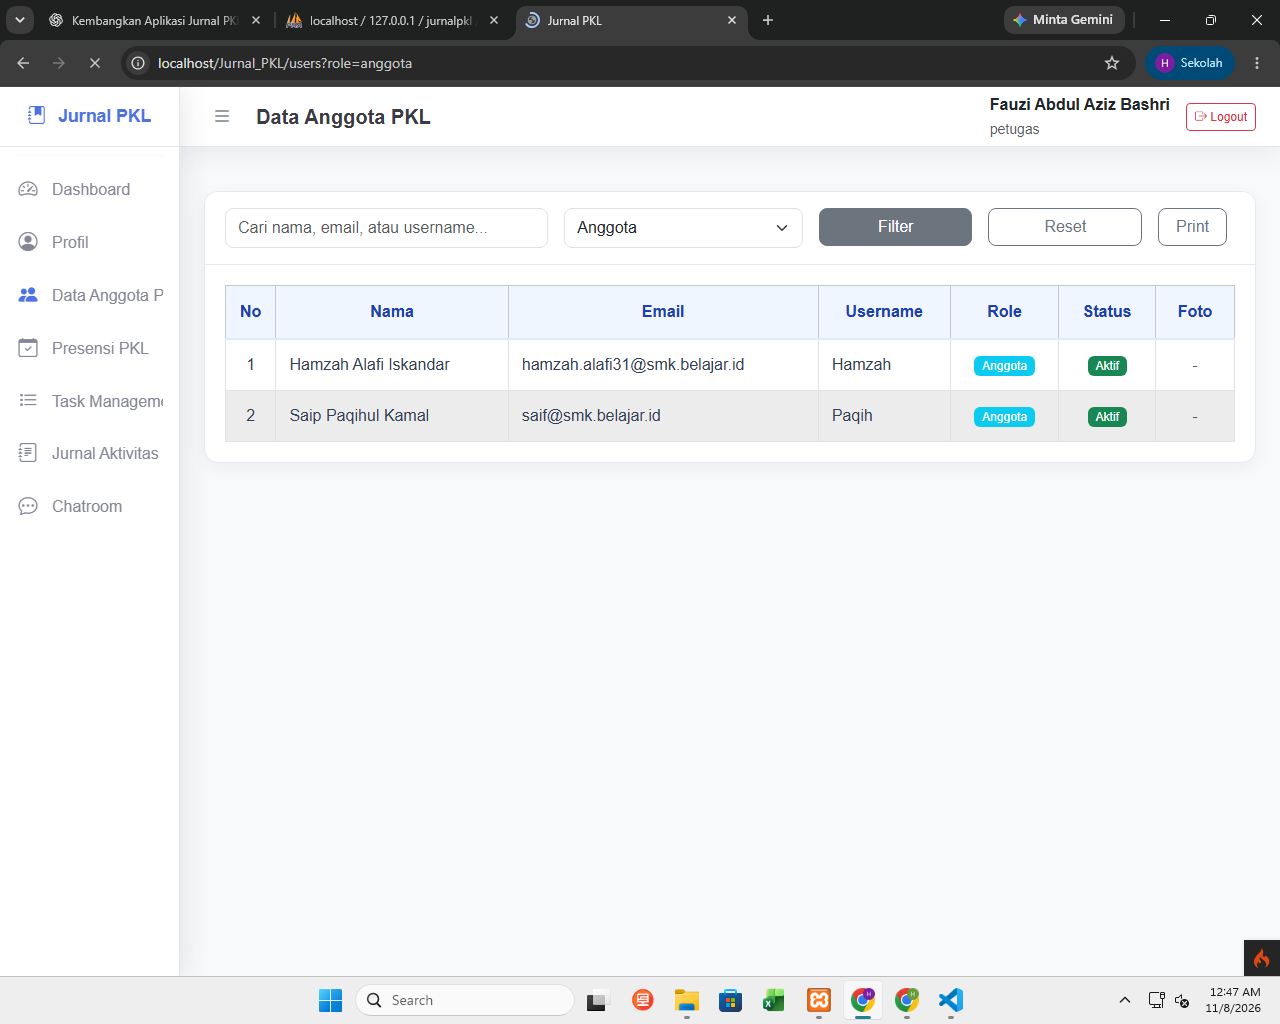 Kembangkan Aplikasi Jurnal PK
localhost / 127.0.0.1 / jurnalpkl
Jurnal PKL
Minta Gemini
localhost/Jurnal_PKL/users?role=anggota
H Sekolah
Jurnal PKL
Data Anggota PKL
Fauzi Abdul Aziz Bashri
petugas
Logout
Dashboard
Profil
Data Anggota P
Presensi PKL
Task Manageme
Jurnal Aktivitas
Chatroom
Cari nama, email, atau username...
Anggota
Filter
Reset
Print
No Nama Email Username Role Status Foto
1 Hamzah Alafi Iskandar hamzah.alafi31@smk.belajar.id Hamzah Anggota Aktif -
2 Saip Paqihul Kamal saif@smk.belajar.id Paqih Anggota Aktif -
Search
12:47 AM
11/8/2026